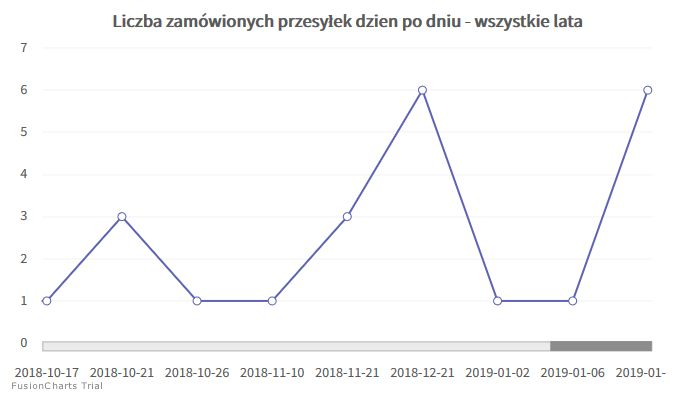 Liczba zamówionych przesyłek dzien po dniu - wszystkie lata
7
6
5
4
3
2
1
0
2018-10-17 2018-10-21 2018-10-26 2018-11-10 2018-11-21 2018-12-21 2019-01-02 2019-01-06 2019-01-
FusionCharts Trial